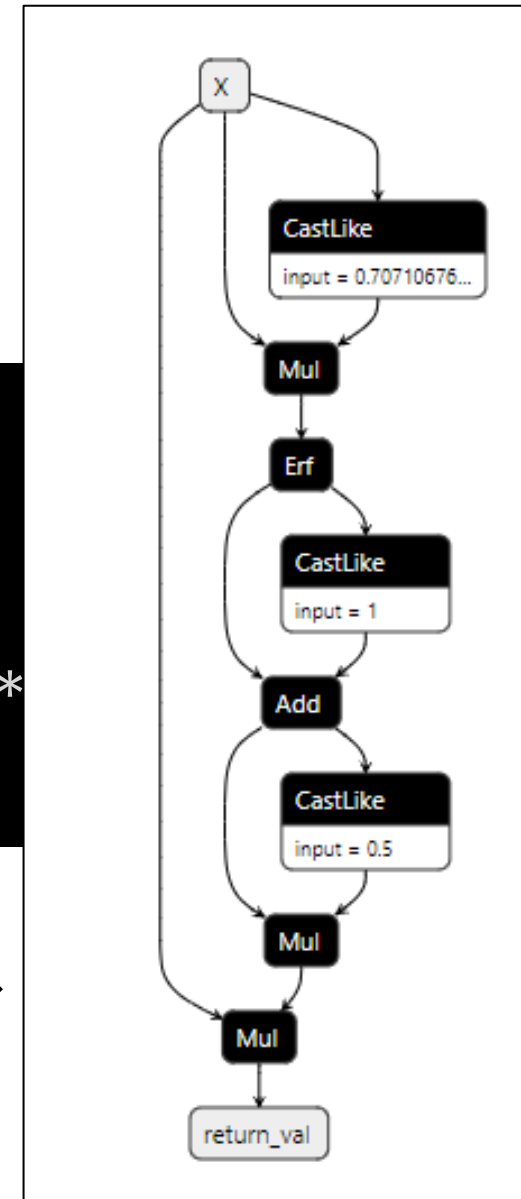 X
CastLike
input = 0.70710676...
Mul
Erf
CastLike
input = 1
*
Add
CastLike
input = 0.5
Mul
Mul
return_val